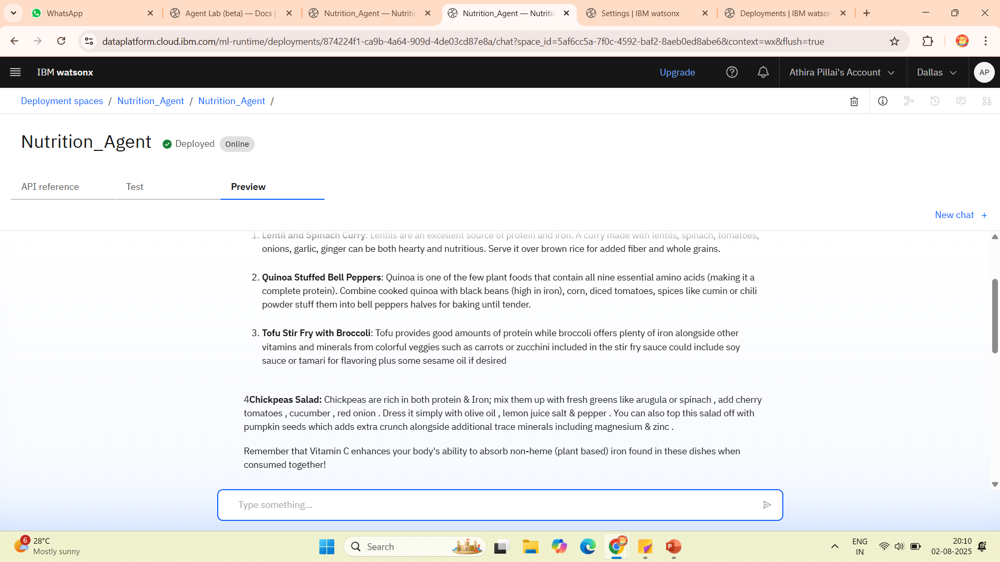 WhatsApp
Agent Lab (beta) — Docs |
Nutrition_Agent — Nutritic
Nutrition_Agent — Nutritic
Settings | IBM watsonx
Deployments | IBM watson
dataplatform.cloud.ibm.com/ml-runtime/deployments/874224f1-ca9b-4a64-909d-4de03cd87e8a/chat?space_id=5af6cc5a-7f0c-4592-baf2-8aeb0ed8abe6&context=wx&flush=true
IBM watsonx
Upgrade
Athira Pillai's Account
Dallas
AP
Deployment spaces / Nutrition_Agent / Nutrition_Agent /
Nutrition_Agent
Deployed
Online
API reference
Test
Preview
New chat +
1. Lentil and Spinach Curry: Lentils are an excellent source of protein and iron. A curry made with lentils, spinach, tomatoes,
onions, garlic, ginger can be both hearty and nutritious. Serve it over brown rice for added fiber and whole grains.
2. Quinoa Stuffed Bell Peppers: Quinoa is one of the few plant foods that contain all nine essential amino acids (making it a
complete protein). Combine cooked quinoa with black beans (high in iron), corn, diced tomatoes, spices like cumin or chili
powder stuff them into bell peppers halves for baking until tender.
3. Tofu Stir Fry with Broccoli: Tofu provides good amounts of protein while broccoli offers plenty of iron alongside other
vitamins and minerals from colorful veggies such as carrots or zucchini included in the stir fry sauce could include soy
sauce or tamari for flavoring plus some sesame oil if desired
4Chickpeas Salad: Chickpeas are rich in both protein & Iron; mix them up with fresh greens like arugula or spinach , add cherry
tomatoes , cucumber , red onion . Dress it simply with olive oil , lemon juice salt & pepper . You can also top this salad off with
pumpkin seeds which adds extra crunch alongside additional trace minerals including magnesium & zinc .
Remember that Vitamin C enhances your body's ability to absorb non-heme (plant based) iron found in these dishes when
consumed together!
Type something...
6
28°C
Mostly sunny
Search
ENG
IN
20:10
02-08-2025